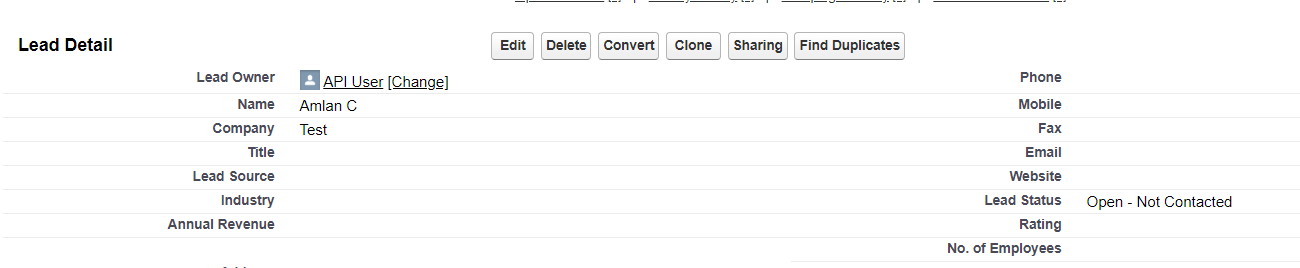 Lead Detail Edit Delete Convert Clone Sharing Find Duplicates
Lead Owner API User [Change] Phone
Name Amlan C Mobile
Company Test Fax
Title Email
Lead Source Website
Industry Lead Status Open - Not Contacted
Annual Revenue Rating
No. of Employees